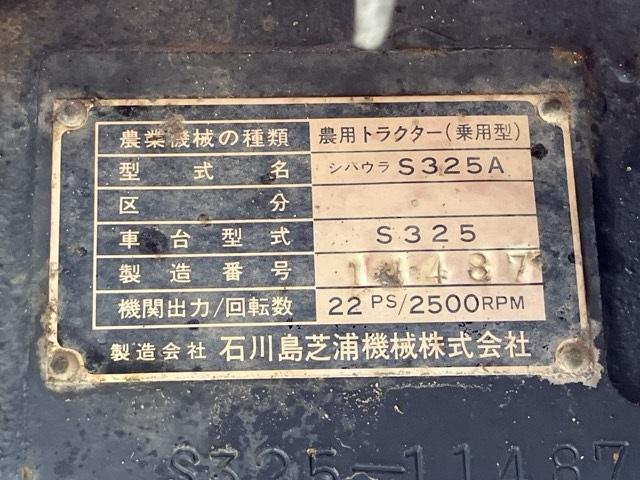 農業機械の種類 農用トラクター(乗用型)
型式名 シバウラ S325A
区分
車台型式 S325
製造番号 11487
機関出力/回転数 22 PS/2500RPM
製造会社 石川島芝浦機械株式会社
S325-11487